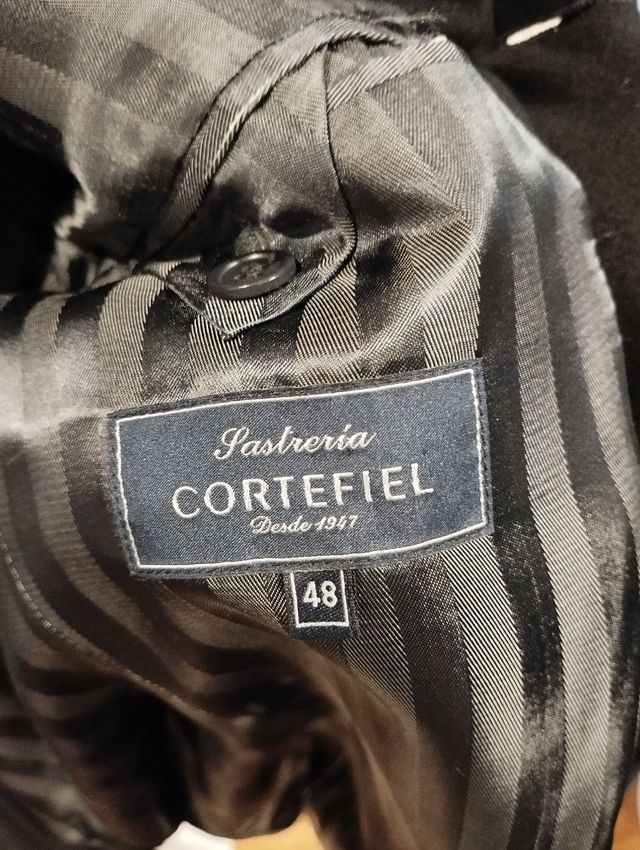 Sastrería
CORTEFIEL
Desde 1947
48